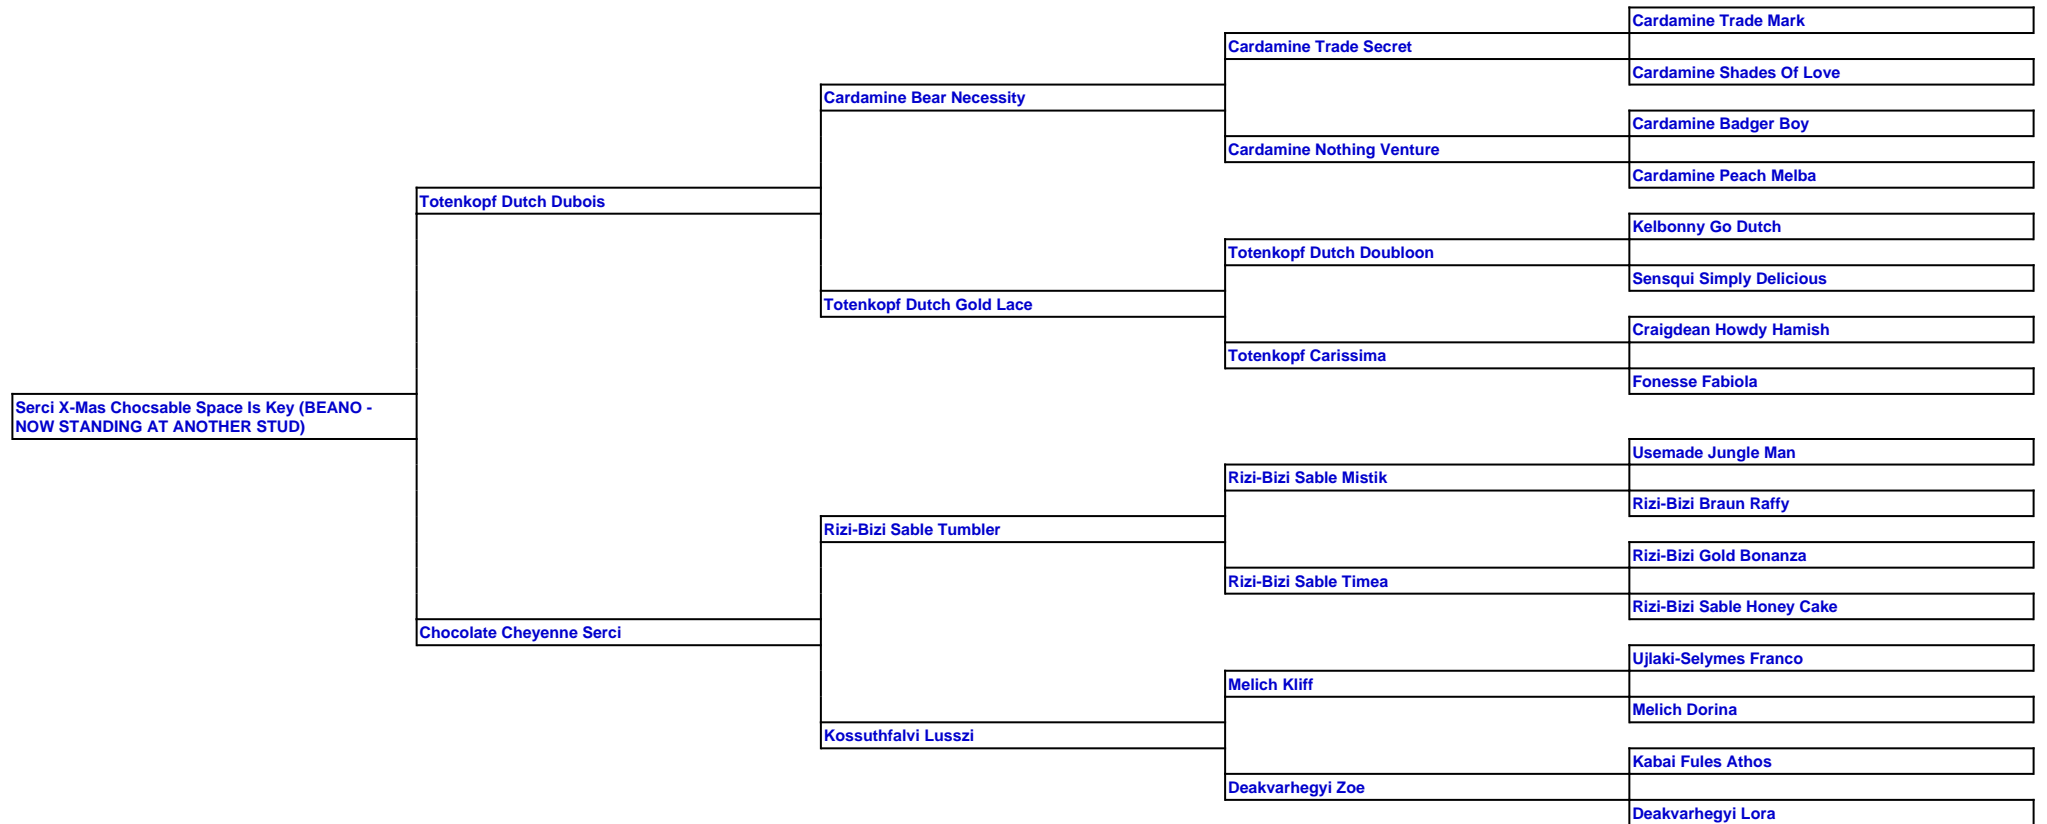 Cardamine Trade Mark
Cardamine Trade Secret
Cardamine Shades Of Love
Cardamine Bear Necessity
Cardamine Badger Boy
Cardamine Nothing Venture
Cardamine Peach Melba
Totenkopf Dutch Dubois
Kelbonny Go Dutch
Totenkopf Dutch Doubloon
Sensqui Simply Delicious
Totenkopf Dutch Gold Lace
Craigdean Howdy Hamish
Totenkopf Carissima
Fonesse Fabiola
Serci X-Mas Chocsable Space Is Key (BEANO -
NOW STANDING AT ANOTHER STUD)
Usemade Jungle Man
Rizi-Bizi Sable Mistik
Rizi-Bizi Braun Raffy
Rizi-Bizi Sable Tumbler
Rizi-Bizi Gold Bonanza
Rizi-Bizi Sable Timea
Rizi-Bizi Sable Honey Cake
Chocolate Cheyenne Serci
Ujlaki-Selymes Franco
Melich Kliff
Melich Dorina
Kossuthfalvi Lusszi
Kabai Fules Athos
Deakvarhegyi Zoe
Deakvarhegyi Lora